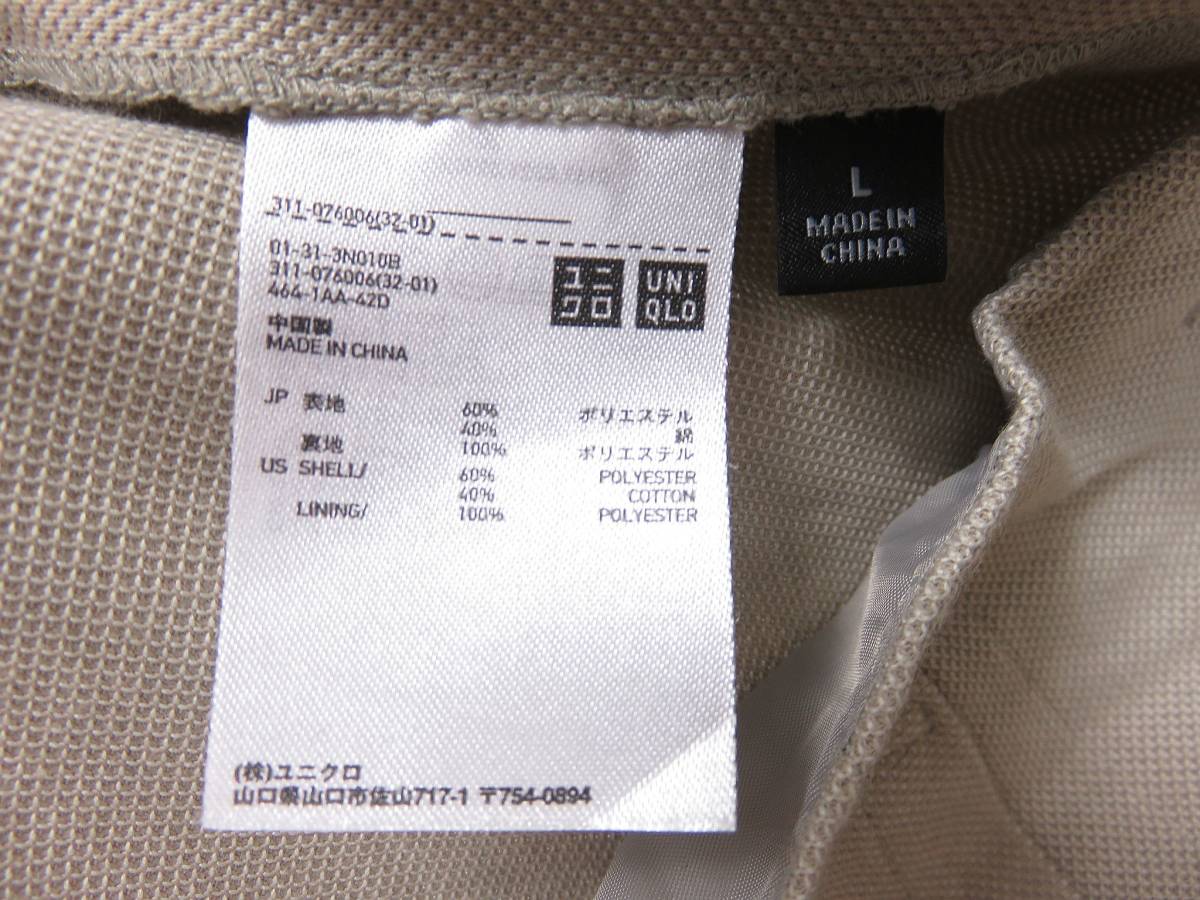 311-076006(32-01)
01-31-3N010B
311-076006(32-01)
464-1AA-42D
中国製
MADE IN CHINA
ユニ
クロ
UNI
QLO
JP 表地 60% ポリエステル
40% 綿
裏地 100% ポリエステル
US SHELL/ 60% POLYESTER
40% COTTON
LINING/ 100% POLYESTER
(株)ユニクロ
山口県山口市佐山717-1 〒754-0894
L
MADE IN
CHINA